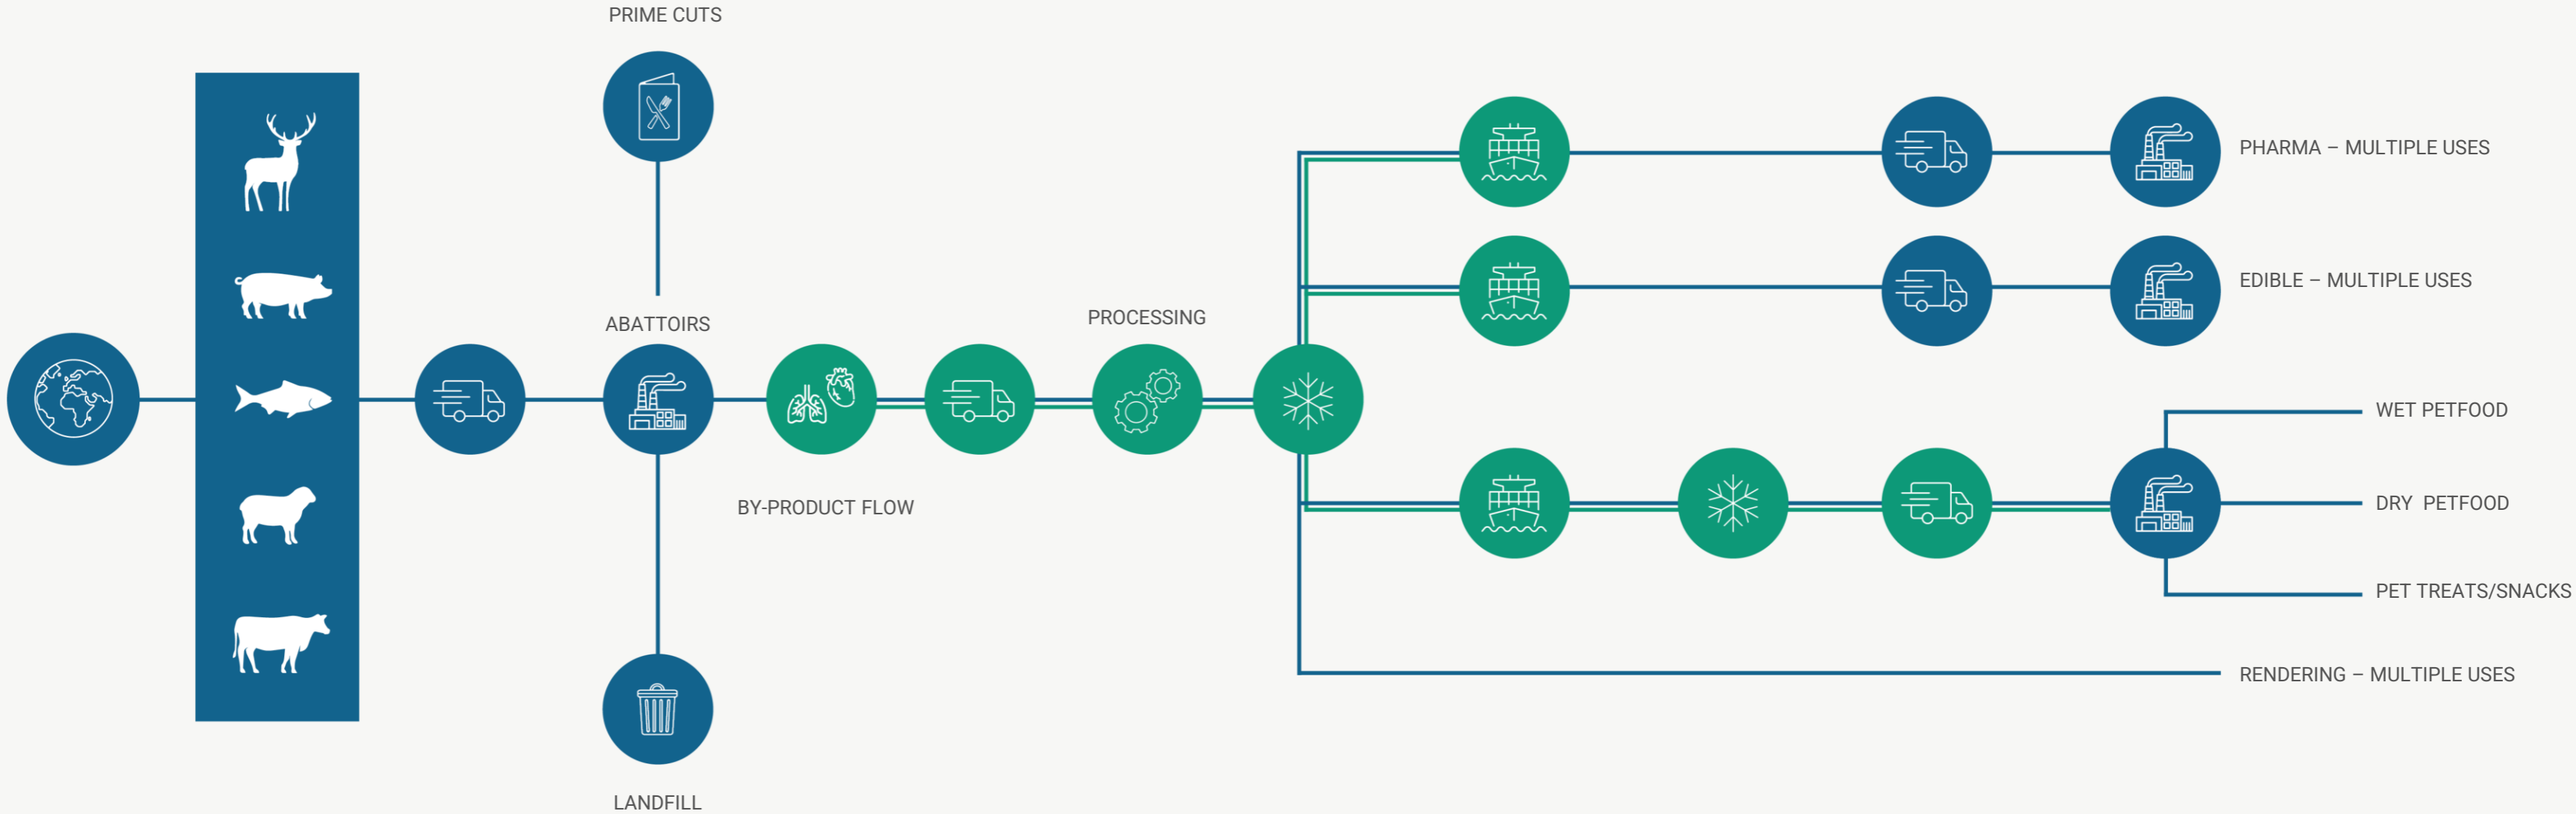 PRIME CUTS
ABATTOIRS
BY-PRODUCT FLOW
LANDFILL
PROCESSING
PHARMA – MULTIPLE USES
EDIBLE – MULTIPLE USES
WET PETFOOD
DRY  PETFOOD
PET TREATS/SNACKS
RENDERING – MULTIPLE USES